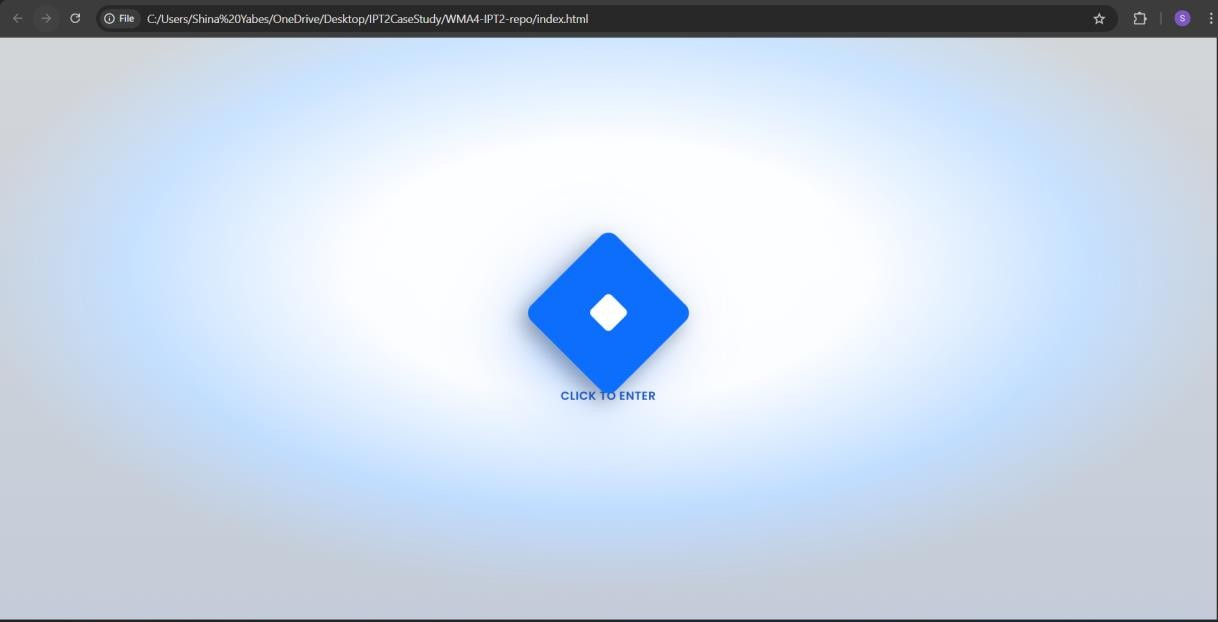 File C:/Users/Shina%20Yabes/OneDrive/Desktop/IPT2CaseStudy/WMA4-IPT2-repo/index.html
S
CLICK TO ENTER